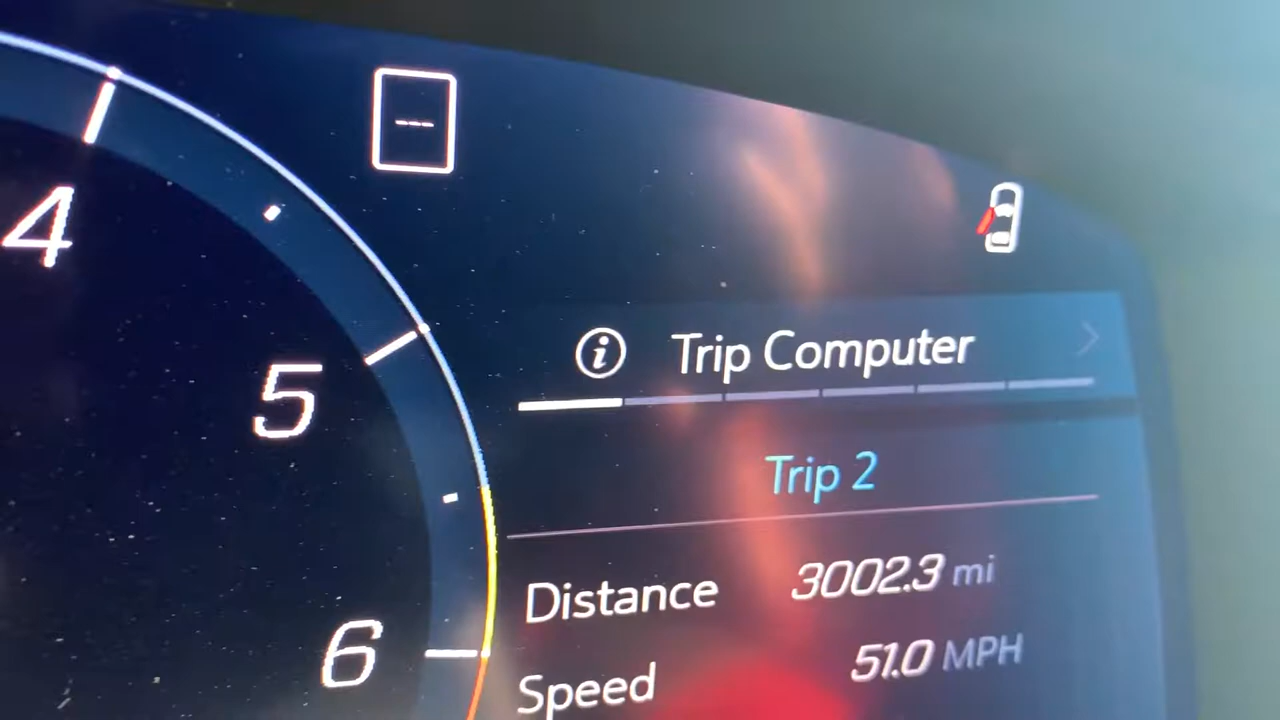 ---
4
5
6
Trip Computer
Trip 2
Distance 3002.3 mi
Speed 51.0 MPH